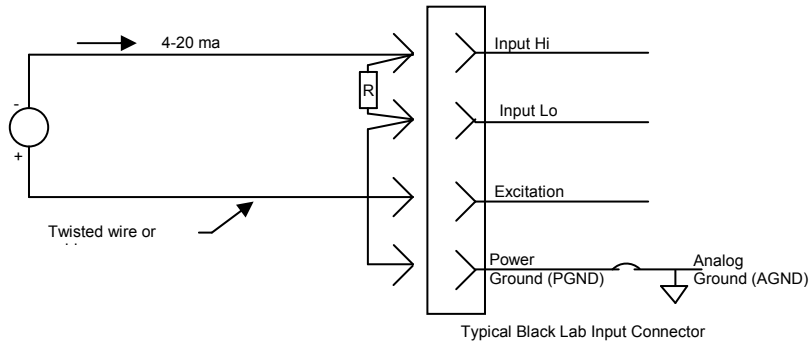 4-20 ma
Input Hi
R
Input Lo
-
+
Excitation
Twisted wire or
Power
Ground (PGND)
Analog
Ground (AGND)
Typical Black Lab Input Connector